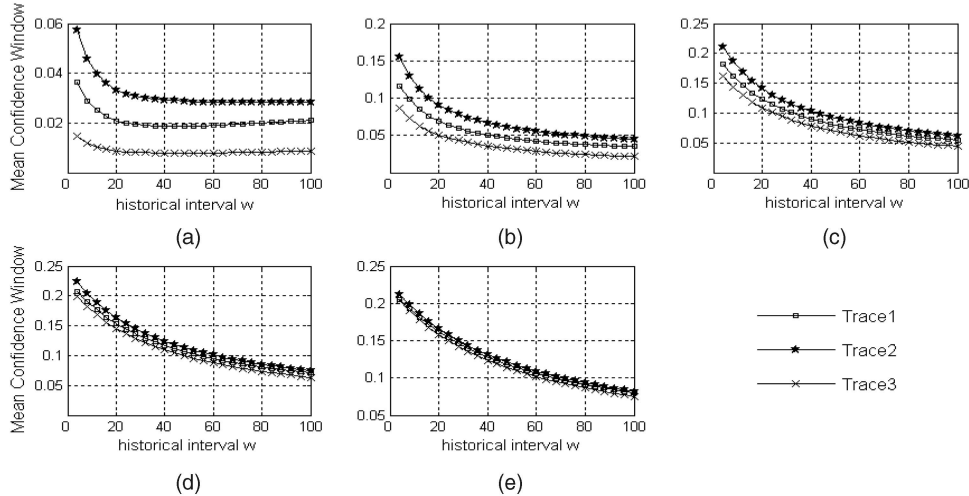 0.06
0.04
0.02
0 20 40 60 80 100
Mean Confidence Window
historical interval w
(a)
0.2
0.15
0.1
0.05
0 20 40 60 80 100
historical interval w
(b)
0.25
0.2
0.15
0.1
0.05
0 20 40 60 80 100
historical interval w
(c)
0.25
0.2
0.15
0.1
0.05
0 20 40 60 80 100
Mean Confidence Window
historical interval w
(d)
0.25
0.2
0.15
0.1
0.05
0 20 40 60 80 100
historical interval w
(e)
Trace1
Trace2
Trace3